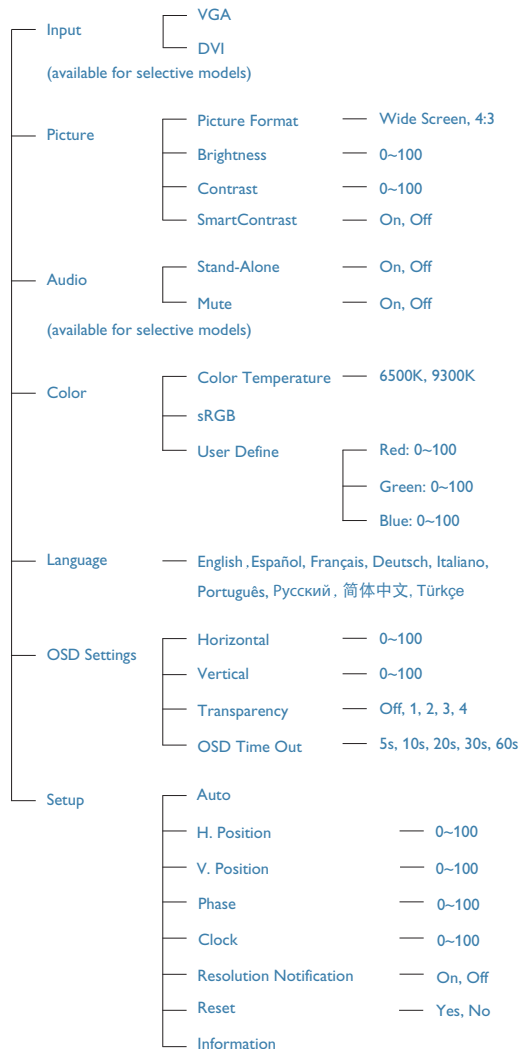 Input
VGA
DVI
(available for selective models)
Picture
Picture Format Wide Screen, 4:3
Brightness 0~100
Contrast 0~100
SmartContrast On, Off
Audio
Stand-Alone On, Off
Mute On, Off
(available for selective models)
Color
Color Temperature 6500K, 9300K
sRGB
User Define Red: 0~100
Green: 0~100
Blue: 0~100
Language English , Español, Français, Deutsch, Italiano,
Português, Русский , 简体中文, Türkçe
OSD Settings
Horizontal 0~100
Vertical 0~100
Transparency Off, 1, 2, 3, 4
OSD Time Out 5s, 10s, 20s, 30s, 60s
Setup
Auto
H. Position 0~100
V. Position 0~100
Phase 0~100
Clock 0~100
Resolution Notification On, Off
Reset Yes, No
Information